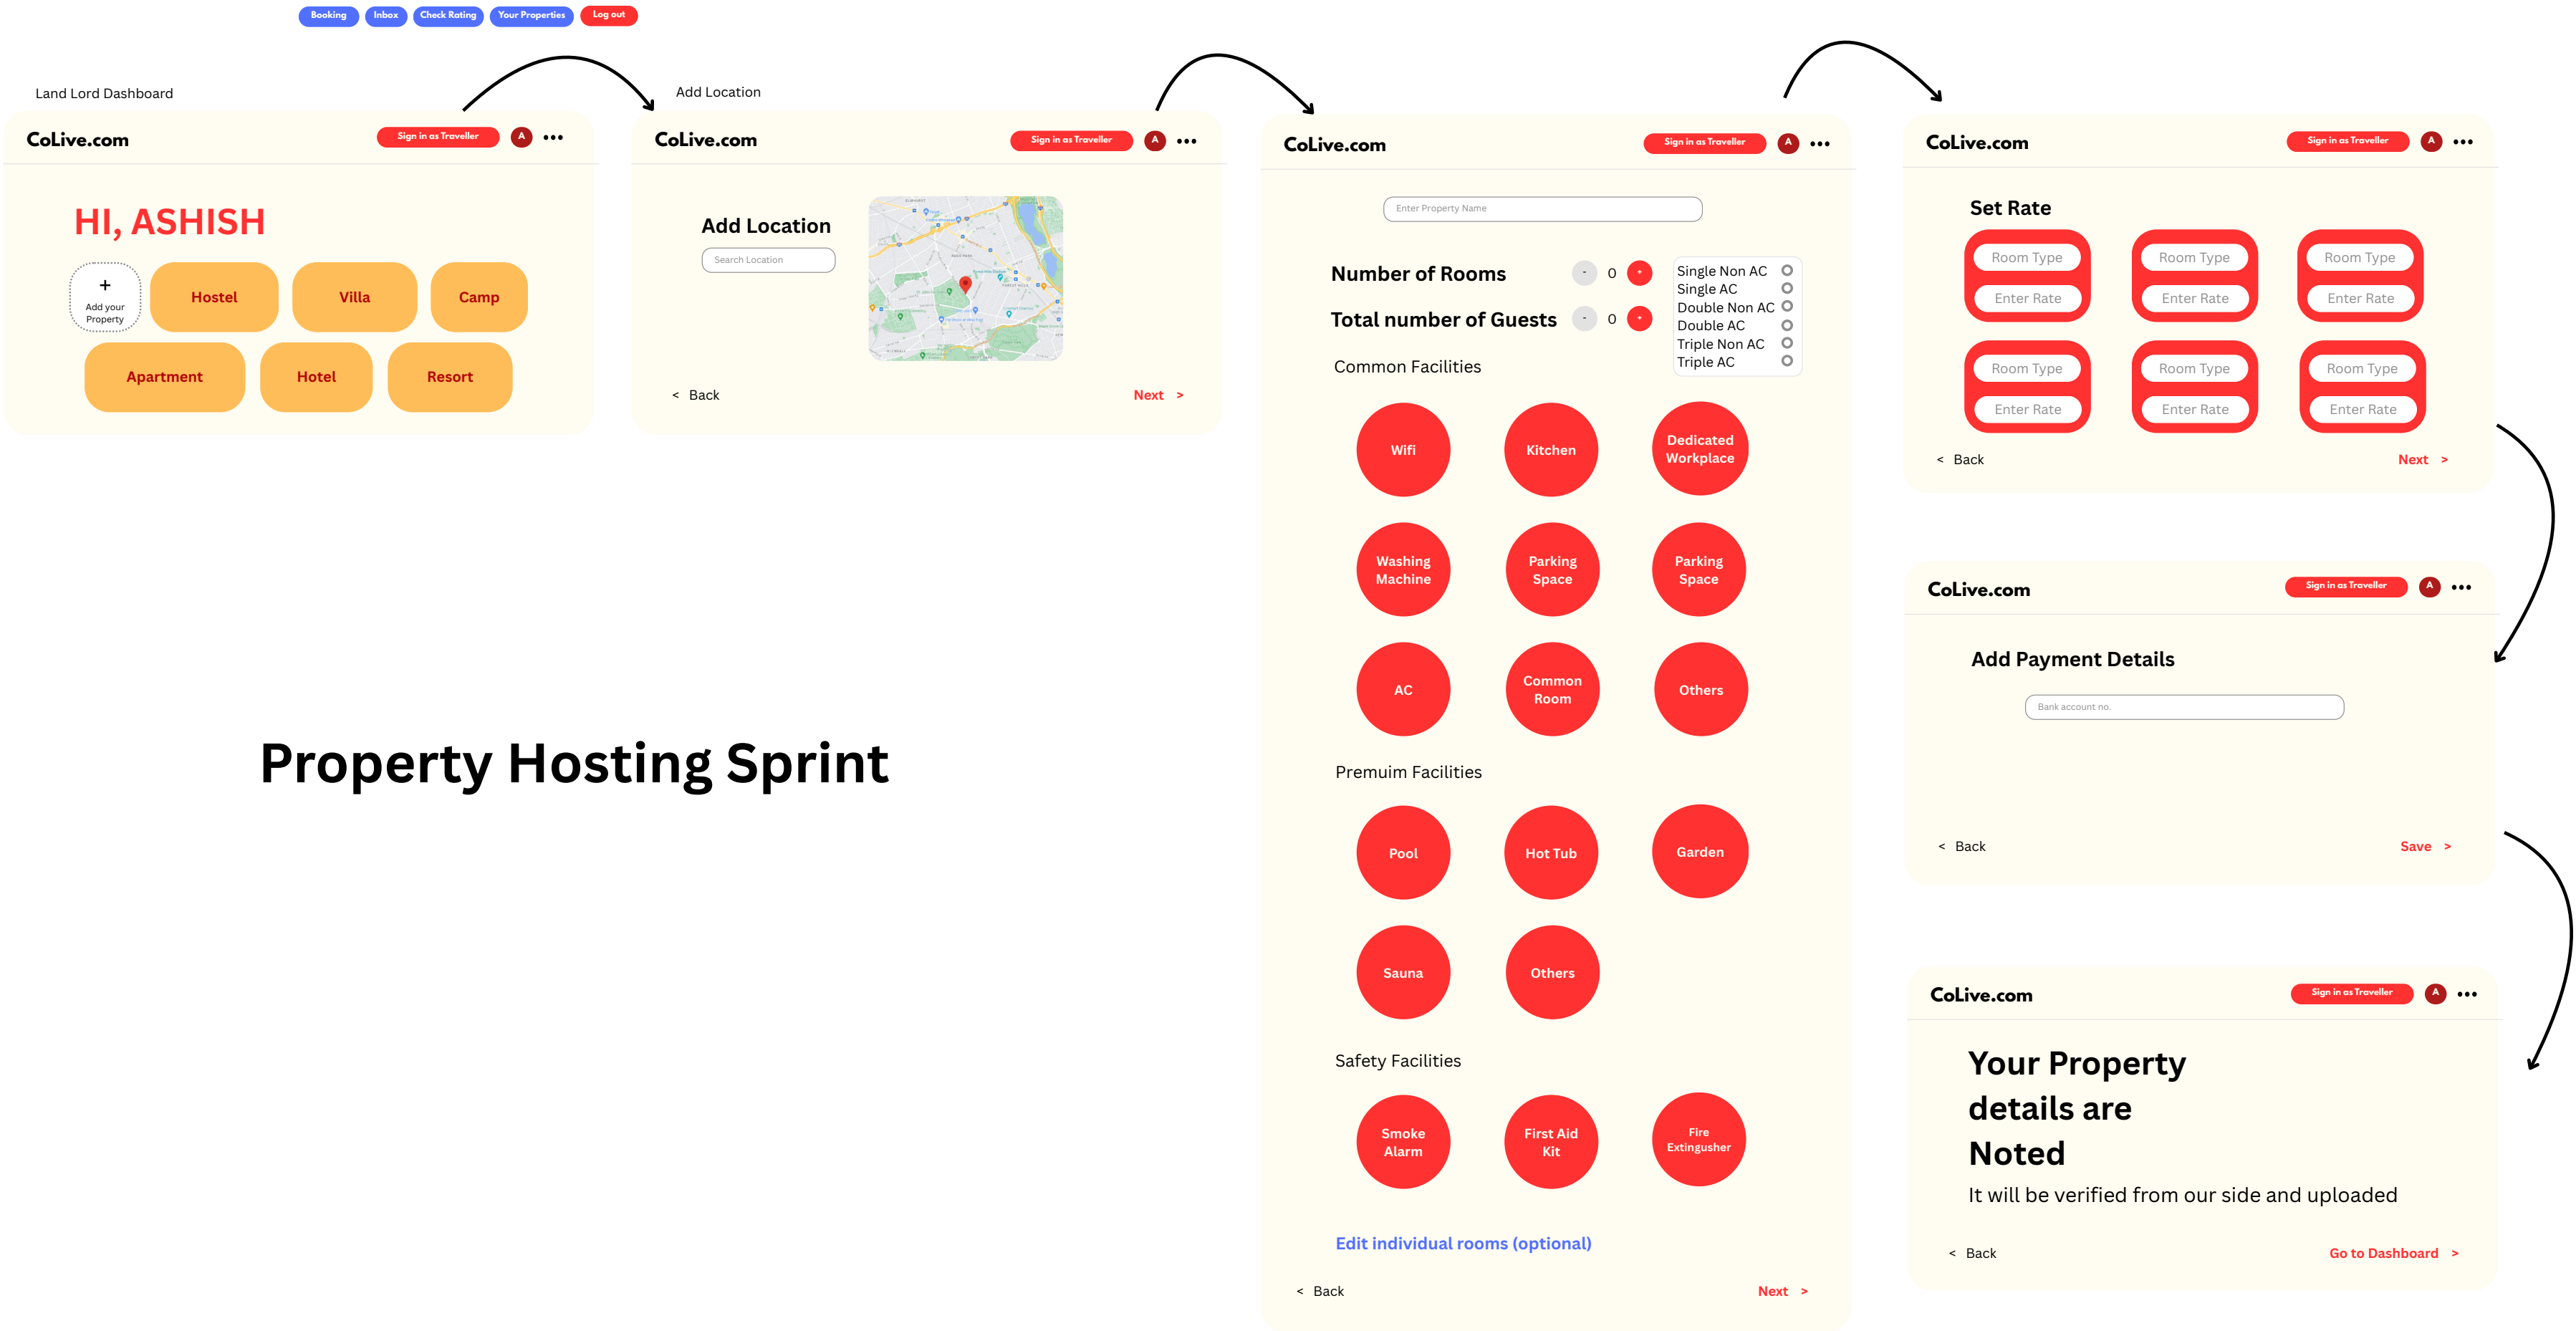 Booking
Inbox
Check Rating
Your Properties
Log out
Land Lord Dashboard
CoLive.com
Sign in as Traveller
A
HI, ASHISH
+
Add your
Property
Hostel
Villa
Camp
Apartment
Hotel
Resort
Add Location
CoLive.com
Sign in as Traveller
A
Add Location
Search Location
< Back
Next >
CoLive.com
Sign in as Traveller
A
Enter Property Name
Number of Rooms
- 0 +
Total number of Guests
- 0 +
Single Non AC
Single AC
Double Non AC
Double AC
Triple Non AC
Triple AC
Common Facilities
Wifi
Kitchen
Dedicated
Workplace
Washing
Machine
Parking
Space
Parking
Space
AC
Common
Room
Others
Premuim Facilities
Pool
Hot Tub
Garden
Sauna
Others
Safety Facilities
Smoke
Alarm
First Aid
Kit
Fire
Extingusher
Edit individual rooms (optional)
< Back
Next >
CoLive.com
Sign in as Traveller
A
Set Rate
Room Type
Enter Rate
Room Type
Enter Rate
Room Type
Enter Rate
Room Type
Enter Rate
Room Type
Enter Rate
Room Type
Enter Rate
< Back
Next >
CoLive.com
Sign in as Traveller
A
Add Payment Details
Bank account no.
< Back
Save >
CoLive.com
Sign in as Traveller
A
Your Property
details are
Noted
It will be verified from our side and uploaded
< Back
Go to Dashboard >
Property Hosting Sprint